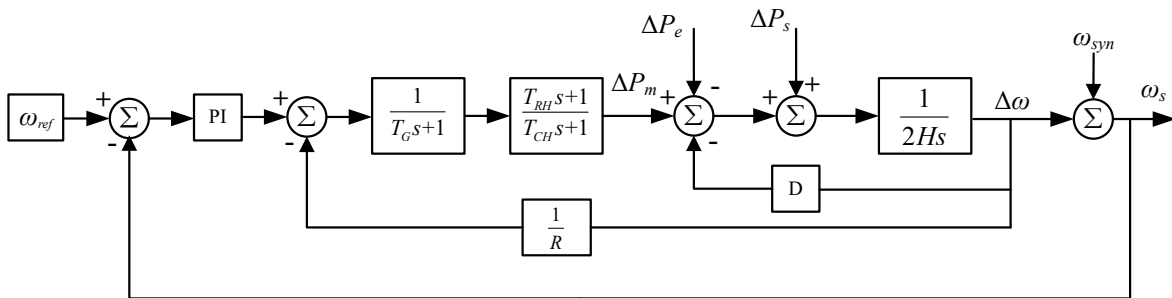 ΔP_e
ΔP_s
ω_syn
ω_s
ω_ref
+
-
Σ
PI
+
-
Σ
1
T_G s+1
T_RH s+1
T_CH s+1
ΔP_m
+
-
-
Σ
+
+
Σ
1
2Hs
Δω
Σ
D
1
R